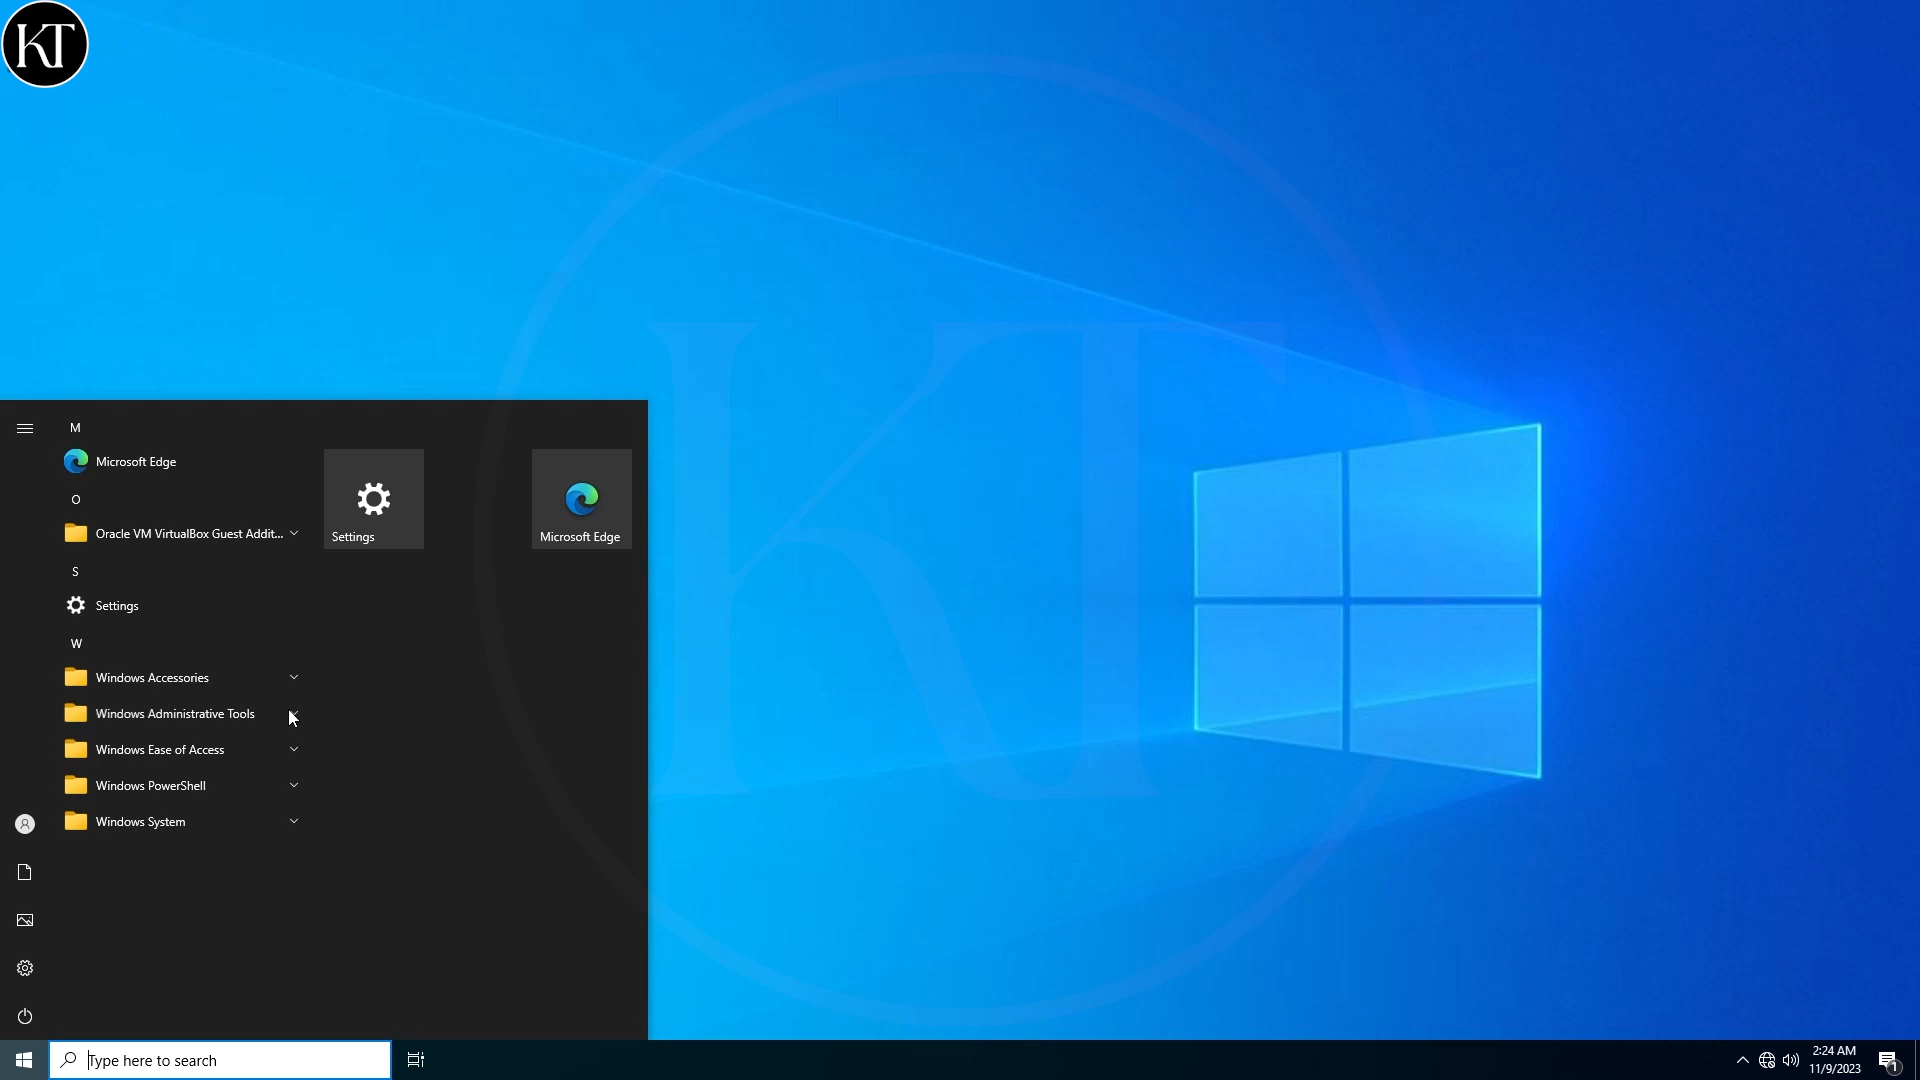 KT
M
Microsoft Edge
O
Oracle VM VirtualBox Guest Addit...
S
Settings
W
Windows Accessories
Windows Administrative Tools
Windows Ease of Access
Windows PowerShell
Windows System
Settings
Microsoft Edge
KT
Type here to search
2:24 AM
11/9/2023
1